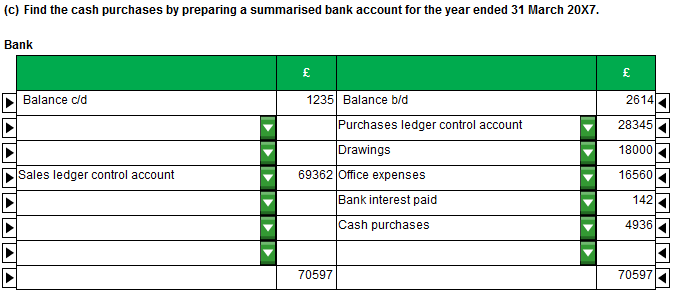 (c) Find the cash purchases by preparing a summarised bank account for the year ended 31 March 20X7.
Bank
£ £
Balance c/d 1235 Balance b/d 2614
Purchases ledger control account 28345
Drawings 18000
Sales ledger control account 69362 Office expenses 16560
Bank interest paid 142
Cash purchases 4936
70597 70597